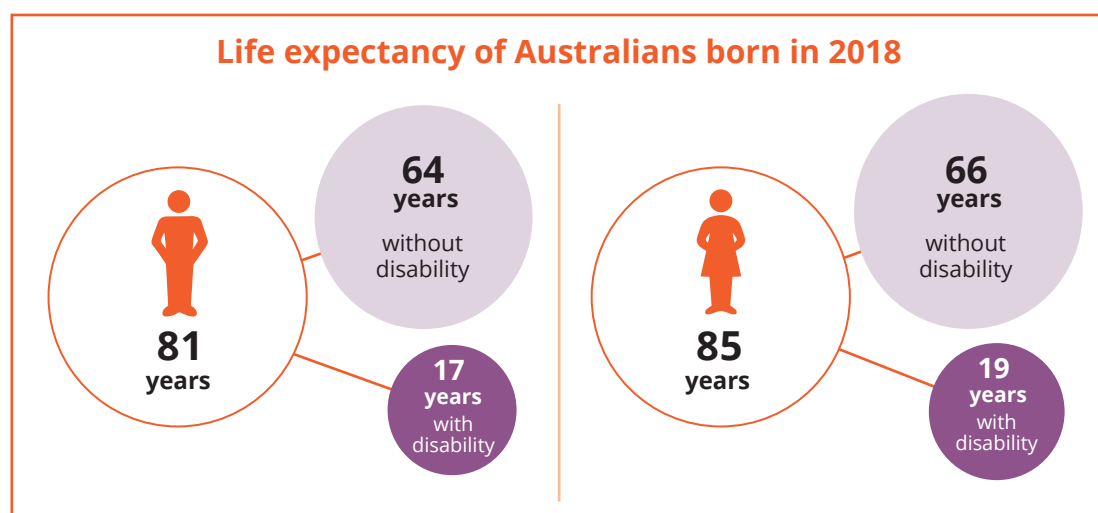 Life expectancy of Australians born in 2018
81
years
64
years
without
disability
17
years
with
disability
85
years
66
years
without
disability
19
years
with
disability